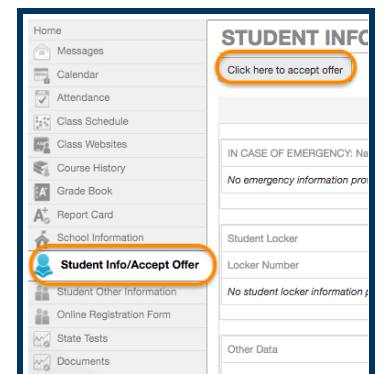 Home
Messages
Calendar
Attendance
Class Schedule
Class Websites
Course History
Grade Book
Report Card
School Information
Student Info/Accept Offer
Student Other Information
Online Registration Form
State Tests
Documents
STUDENT INFO
Click here to accept offer
IN CASE OF EMERGENCY: Na
No emergency information prov
Student Locker
Locker Number
No student locker information p
Other Data